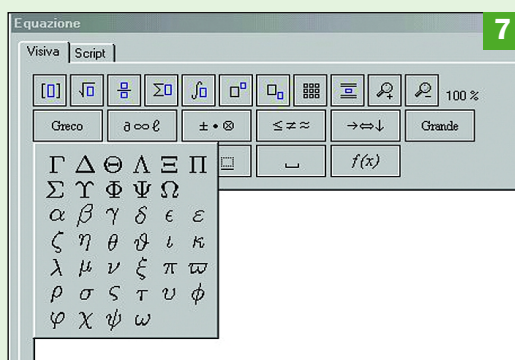 Equazione
7
Visiva Script
[▯] √▯ ▯/▯ Σ▯ ∫▯ ▯▫ ▯▫ 100 %
Greco ∂ ∞ ℓ ± • ⊗ ≤ ≠ ≈ → ⇔ ↓ Grande
f(x)
Γ Δ Θ Λ Ξ Π
Σ Υ Φ Ψ Ω
α β γ δ ϵ ε
ζ η θ ϑ ι κ
λ μ ν ξ π ϖ
ρ σ ς τ υ ϕ
φ χ ψ ω